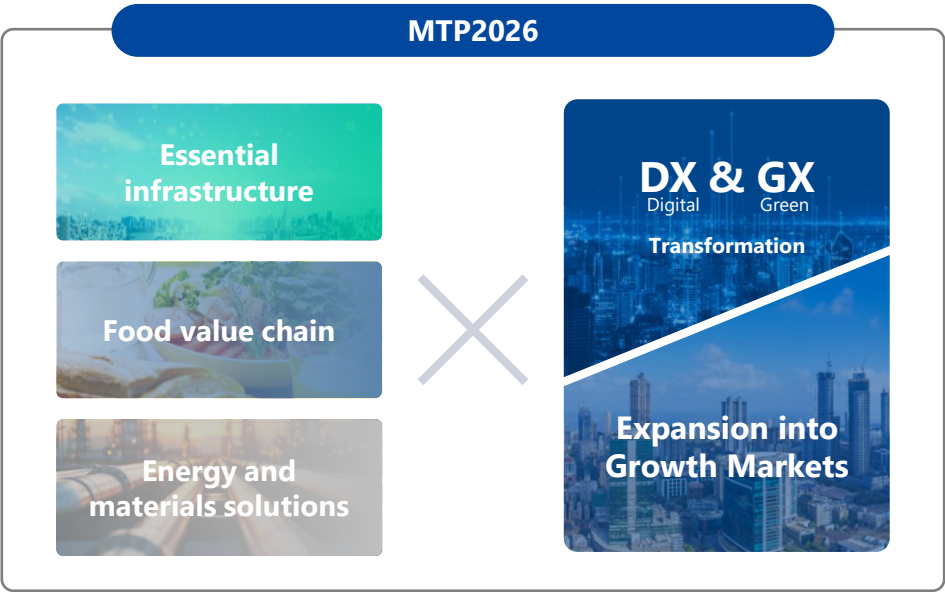 MTP2026
Essential
infrastructure
Food value chain
Energy and
materials solutions
DX & GX
Digital Green
Transformation
Expansion into
Growth Markets